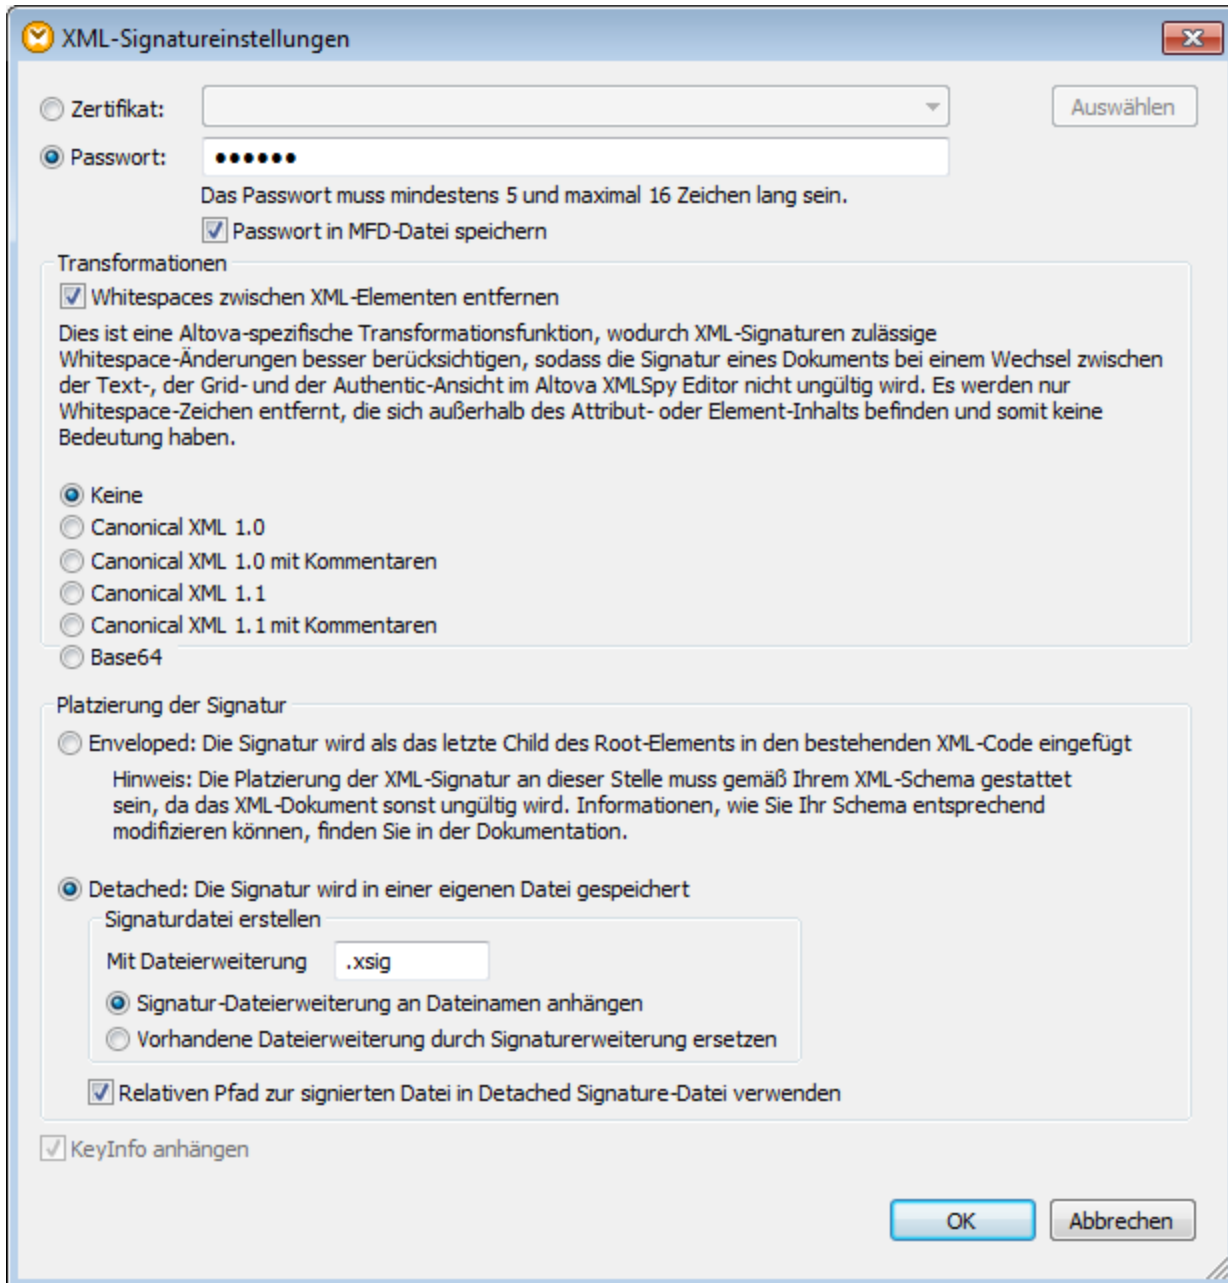 XML-Signatureinstellungen
Zertifikat:
Auswählen
Passwort: ••••••
Das Passwort muss mindestens 5 und maximal 16 Zeichen lang sein.
Passwort in MFD-Datei speichern
Transformationen
Whitespaces zwischen XML-Elementen entfernen
Dies ist eine Altova-spezifische Transformationsfunktion, wodurch XML-Signaturen zulässige
Whitespace-Änderungen besser berücksichtigen, sodass die Signatur eines Dokuments bei einem Wechsel zwischen
der Text-, der Grid- und der Authentic-Ansicht im Altova XMLSpy Editor nicht ungültig wird. Es werden nur
Whitespace-Zeichen entfernt, die sich außerhalb des Attribut- oder Element-Inhalts befinden und somit keine
Bedeutung haben.
Keine
Canonical XML 1.0
Canonical XML 1.0 mit Kommentaren
Canonical XML 1.1
Canonical XML 1.1 mit Kommentaren
Base64
Platzierung der Signatur
Enveloped: Die Signatur wird als das letzte Child des Root-Elements in den bestehenden XML-Code eingefügt
Hinweis: Die Platzierung der XML-Signatur an dieser Stelle muss gemäß Ihrem XML-Schema gestattet
sein, da das XML-Dokument sonst ungültig wird. Informationen, wie Sie Ihr Schema entsprechend
modifizieren können, finden Sie in der Dokumentation.
Detached: Die Signatur wird in einer eigenen Datei gespeichert
Signaturdatei erstellen
Mit Dateierweiterung .xsig
Signatur-Dateierweiterung an Dateinamen anhängen
Vorhandene Dateierweiterung durch Signaturerweiterung ersetzen
Relativen Pfad zur signierten Datei in Detached Signature-Datei verwenden
KeyInfo anhängen
OK
Abbrechen